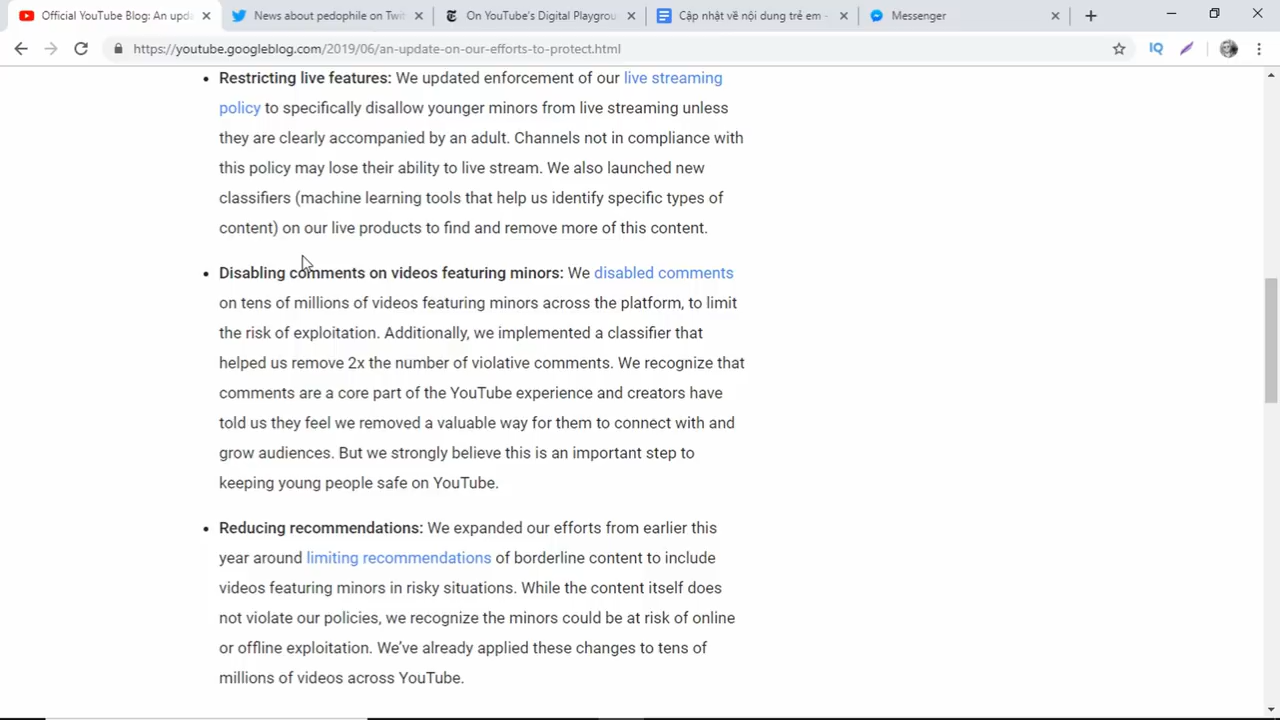 Official YouTube Blog: An upda
News about pedophile on Twit
On YouTube's Digital Playgroun
Cập nhật về nội dung trẻ em -
Messenger
https://youtube.googleblog.com/2019/06/an-update-on-our-efforts-to-protect.html
IQ
• Restricting live features: We updated enforcement of our live streaming
policy to specifically disallow younger minors from live streaming unless
they are clearly accompanied by an adult. Channels not in compliance with
this policy may lose their ability to live stream. We also launched new
classifiers (machine learning tools that help us identify specific types of
content) on our live products to find and remove more of this content.
• Disabling comments on videos featuring minors: We disabled comments
on tens of millions of videos featuring minors across the platform, to limit
the risk of exploitation. Additionally, we implemented a classifier that
helped us remove 2x the number of violative comments. We recognize that
comments are a core part of the YouTube experience and creators have
told us they feel we removed a valuable way for them to connect with and
grow audiences. But we strongly believe this is an important step to
keeping young people safe on YouTube.
• Reducing recommendations: We expanded our efforts from earlier this
year around limiting recommendations of borderline content to include
videos featuring minors in risky situations. While the content itself does
not violate our policies, we recognize the minors could be at risk of online
or offline exploitation. We've already applied these changes to tens of
millions of videos across YouTube.